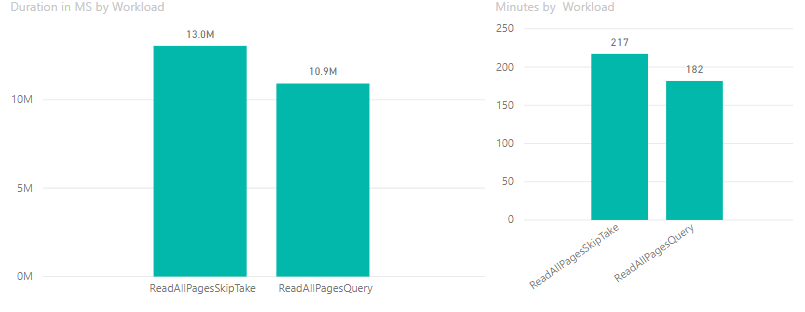 Duration in MS by Workload
13.0M
10.9M
10M
5M
0M
ReadAllPagesSkipTake
ReadAllPagesQuery
Minutes by Workload
250
217
200
182
150
100
50
0
ReadAllPagesSkipTake
ReadAllPagesQuery